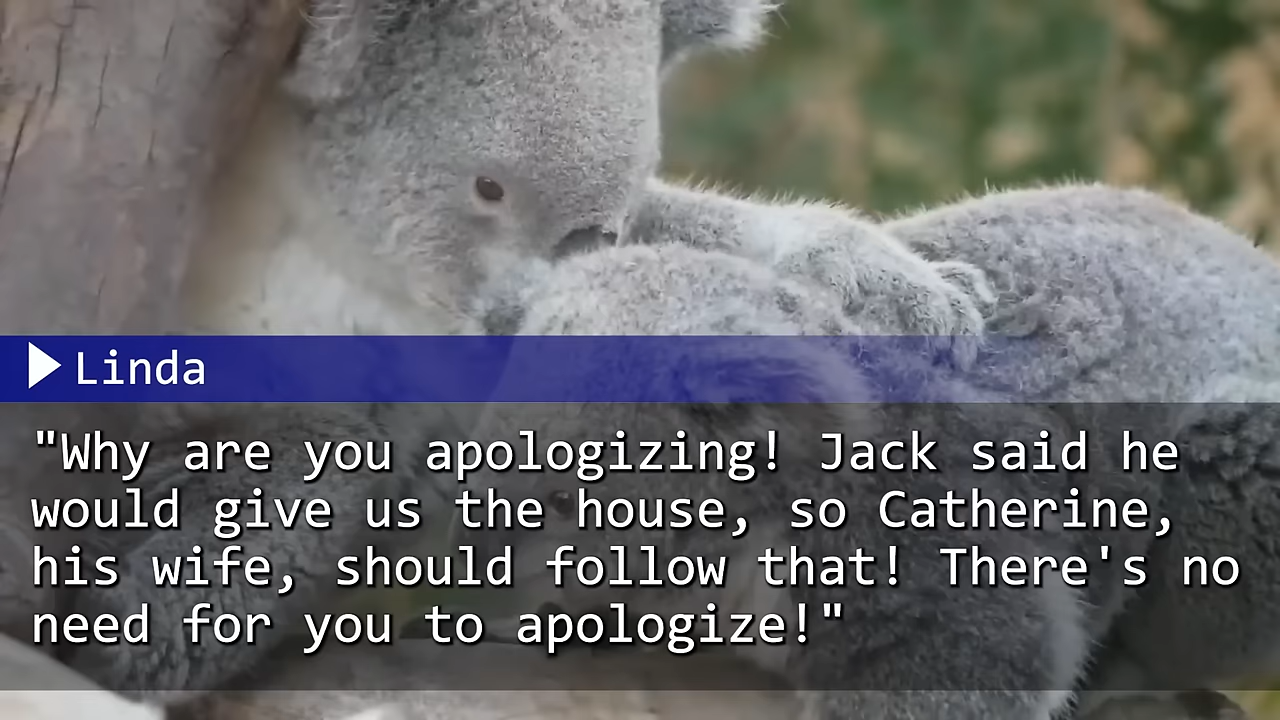 Linda
"Why are you apologizing! Jack said he
would give us the house, so Catherine,
his wife, should follow that! There's no
need for you to apologize!"